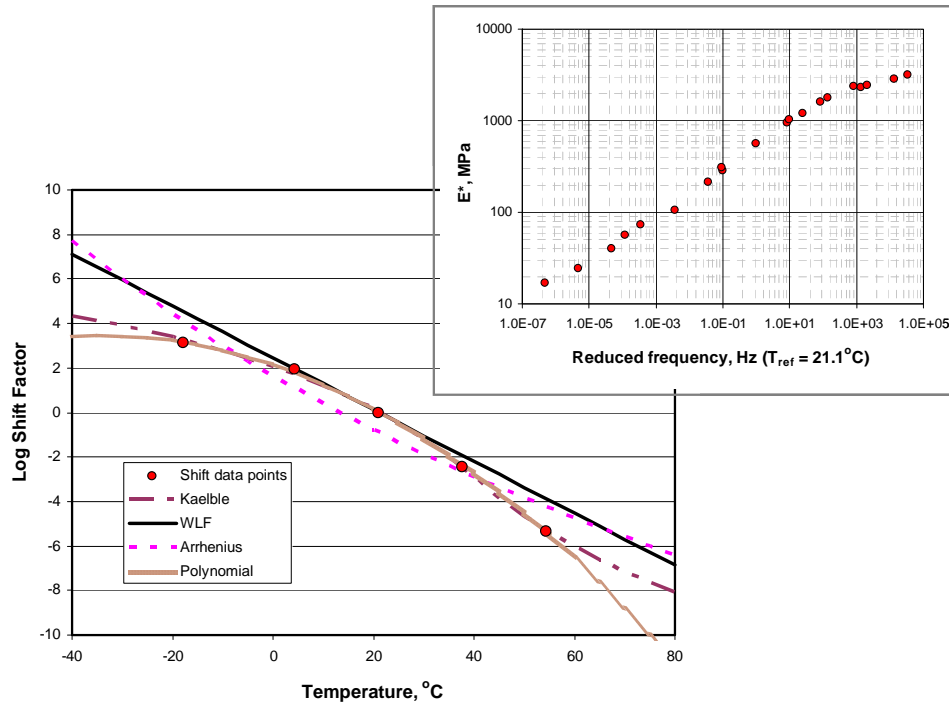 10000
1000
100
10
E*, MPa
1.0E-07 1.0E-05 1.0E-03 1.0E-01 1.0E+01 1.0E+03 1.0E+05
Reduced frequency, Hz (Tref = 21.1oC)
10
8
6
4
2
0
-2
-4
-6
-8
-10
Log Shift Factor
Shift data points
Kaelble
WLF
Arrhenius
Polynomial
-40 -20 0 20 40 60 80
Temperature, oC